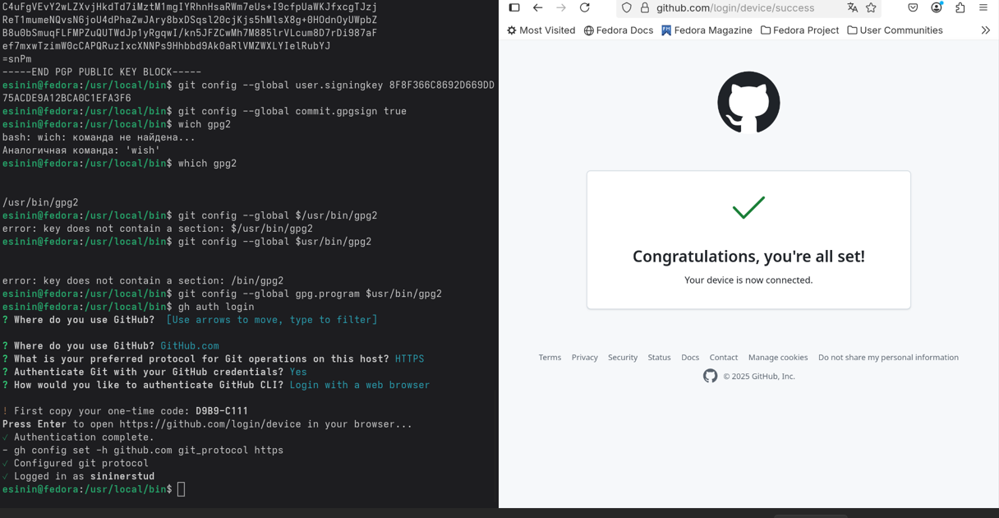 C4uFgVEvY2wLZXvjHkdTd7iMztM1mgIYRhnHsaRWm7eUs+I9cfpUaWKJfxcgTJzj
ReT1mumeNQvsN6joU4dPhaZwJAry8bxDSqsl20cjKjs5hMlsX8g+0HOdnOyUWpbZ
B8u0bSmuqFLFMPZuQUTWdJp1yRgqwI/kn5JFZCwMh7M885lrVLcum8D7rDi987aF
ef7mxwTzimW0cCAPQRuzIxcXNNPs9Hhbbd9Ak0aRlVMZWXLYIelRubYJ
=snPm
-----END PGP PUBLIC KEY BLOCK-----
esinin@fedora:/usr/local/bin$ git config --global user.signingkey 8F8F366C8692D669DD
75ACDE9A12BCA0C1EFA3F6
esinin@fedora:/usr/local/bin$ git config --global commit.gpgsign true
esinin@fedora:/usr/local/bin$ wich gpg2
bash: wich: команда не найдена...
Аналогичная команда: 'wish'
esinin@fedora:/usr/local/bin$ which gpg2
/usr/bin/gpg2
esinin@fedora:/usr/local/bin$ git config --global $/usr/bin/gpg2
error: key does not contain a section: $/usr/bin/gpg2
esinin@fedora:/usr/local/bin$ git config --global $usr/bin/gpg2
error: key does not contain a section: /bin/gpg2
esinin@fedora:/usr/local/bin$ git config --global gpg.program $usr/bin/gpg2
esinin@fedora:/usr/local/bin$ gh auth login
? Where do you use GitHub?  [Use arrows to move, type to filter]
? Where do you use GitHub? GitHub.com
? What is your preferred protocol for Git operations on this host? HTTPS
? Authenticate Git with your GitHub credentials? Yes
? How would you like to authenticate GitHub CLI? Login with a web browser
! First copy your one-time code: D9B9-C111
Press Enter to open https://github.com/login/device in your browser...
✓ Authentication complete.
- gh config set -h github.com git_protocol https
✓ Configured git protocol
✓ Logged in as sininerstud
esinin@fedora:/usr/local/bin$
github.com/login/device/success
Most Visited Fedora Docs Fedora Magazine Fedora Project User Communities
Congratulations, you're all set!
Your device is now connected.
Terms Privacy Security Status Docs Contact Manage cookies Do not share my personal information
© 2025 GitHub, Inc.